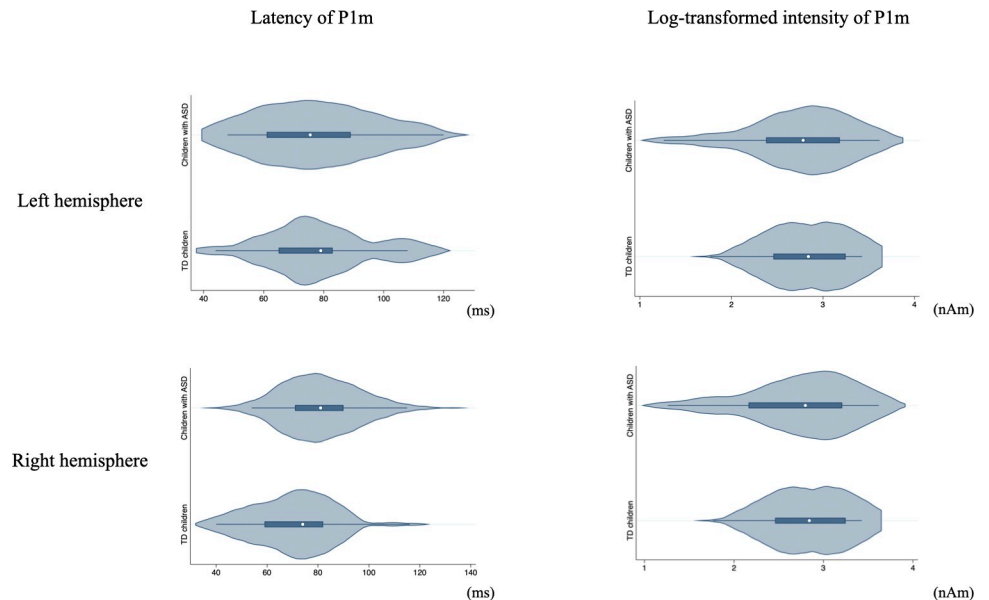 Latency of P1m
Log-transformed intensity of P1m
Left hemisphere
Children with ASD
TD children
40 60 80 100 120
(ms)
Children with ASD
TD children
1 2 3 4
(nAm)
Right hemisphere
Children with ASD
TD children
40 60 80 100 120 140
(ms)
Children with ASD
TD children
1 2 3 4
(nAm)